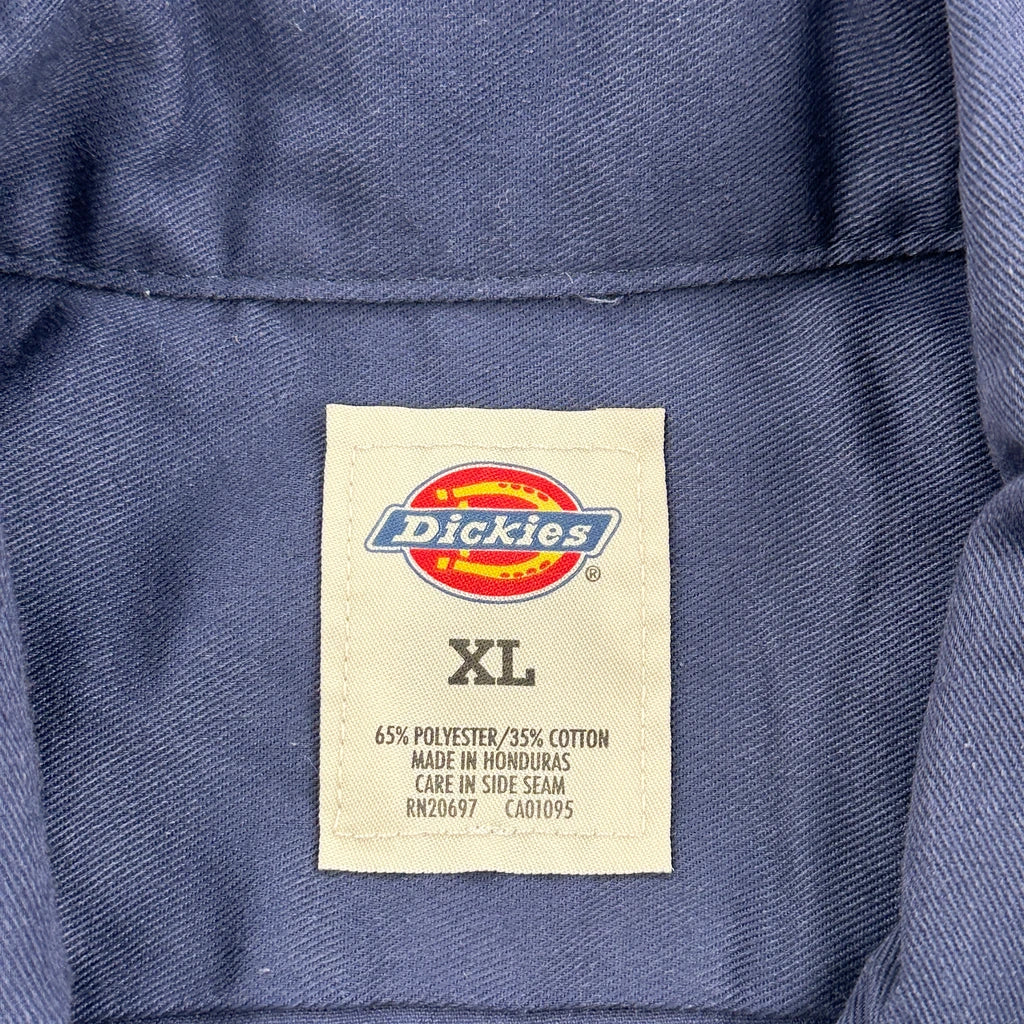 Dickies
®
XL
65% POLYESTER/35% COTTON
MADE IN HONDURAS
CARE IN SIDE SEAM
RN20697 CA01095